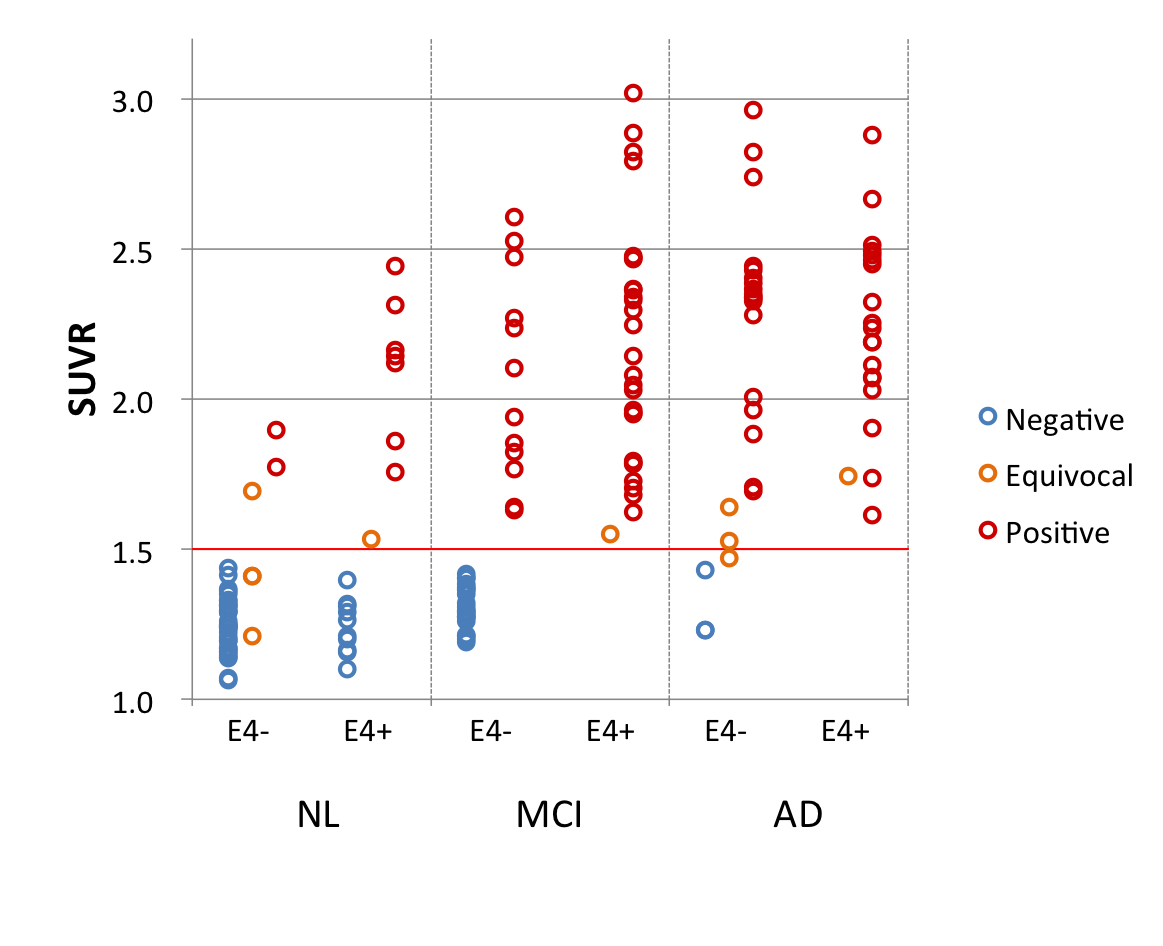 3.0
2.5
2.0
1.5
1.0
SUVR
E4- E4+ E4- E4+ E4- E4+
NL MCI AD
Negative
Equivocal
Positive